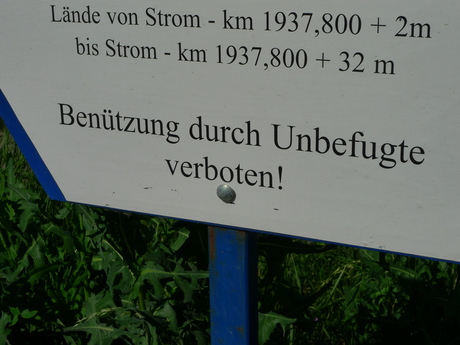 Lände von Strom - km 1937,800 + 2m
bis Strom - km 1937,800 + 32 m
Benützung durch Unbefugte
verboten!